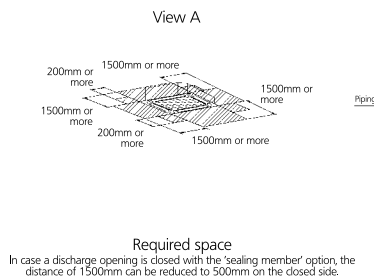 View A
200mm or
more
1500mm or more
1500mm or
more
1500mm or
more
200mm or
more
1500mm or more
Piping
Required space
In case a discharge opening is closed with the 'sealing member' option, the
distance of 1500mm can be reduced to 500mm on the closed side.